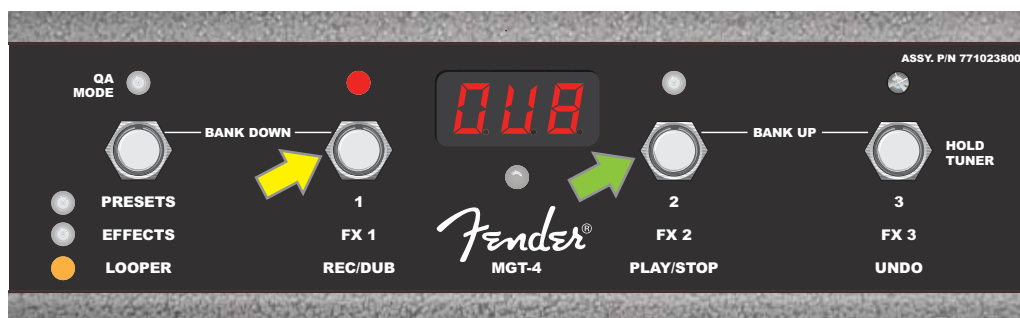 ASSY. P/N 771023800
QA
MODE
OU8
BANK DOWN
BANK UP
HOLD
TUNER
PRESETS
1
2
3
EFFECTS
FX 1
Fender®
FX 2
FX 3
LOOPER
REC/DUB
MGT-4
PLAY/STOP
UNDO